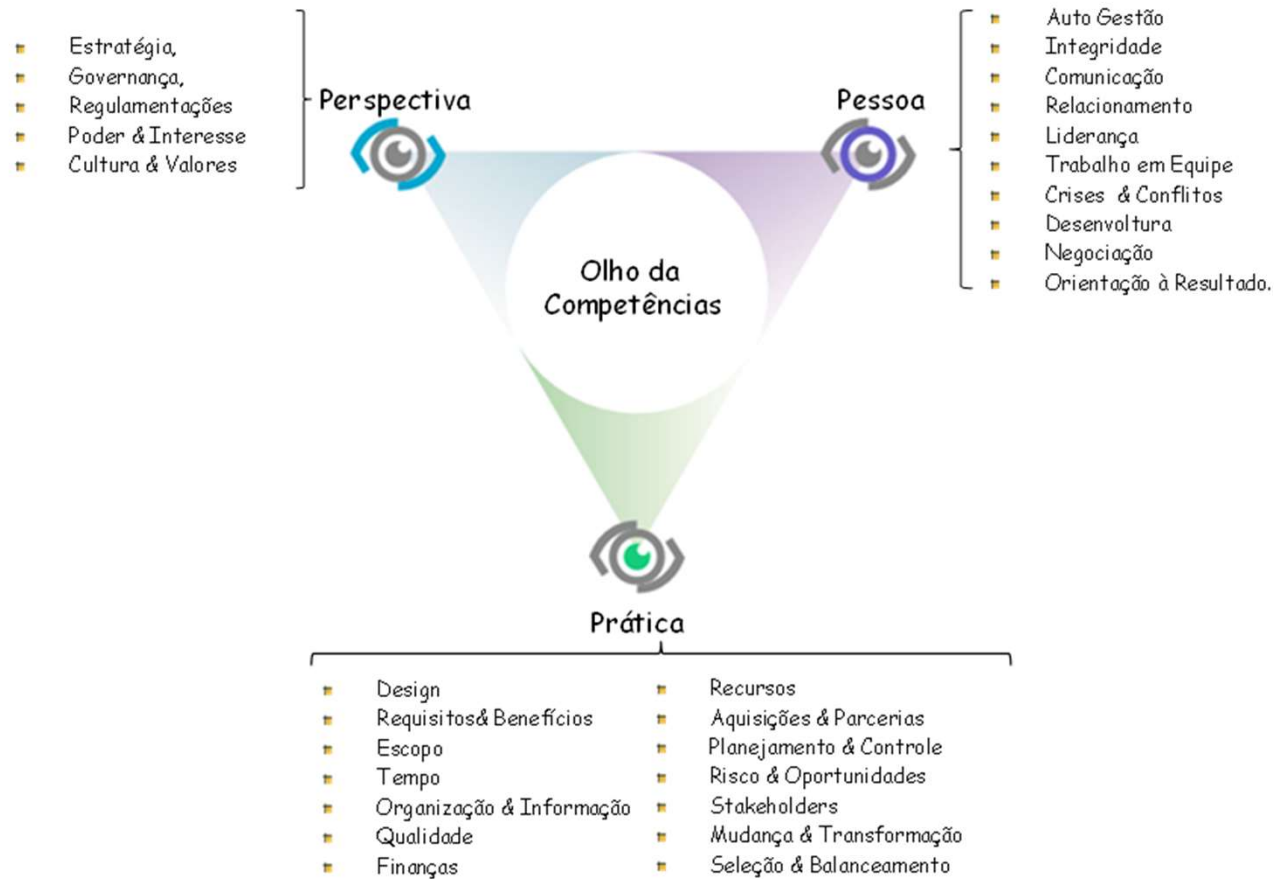 Perspectiva
Estratégia,
Governança,
Regulamentações
Poder & Interesse
Cultura & Valores
Pessoa
Auto Gestão
Integridade
Comunicação
Relacionamento
Liderança
Trabalho em Equipe
Crises & Conflitos
Desenvoltura
Negociação
Orientação à Resultado.
Olho da
Competências
Prática
Design
Requisitos& Benefícios
Escopo
Tempo
Organização & Informação
Qualidade
Finanças
Recursos
Aquisições & Parcerias
Planejamento & Controle
Risco & Oportunidades
Stakeholders
Mudança & Transformação
Seleção & Balanceamento